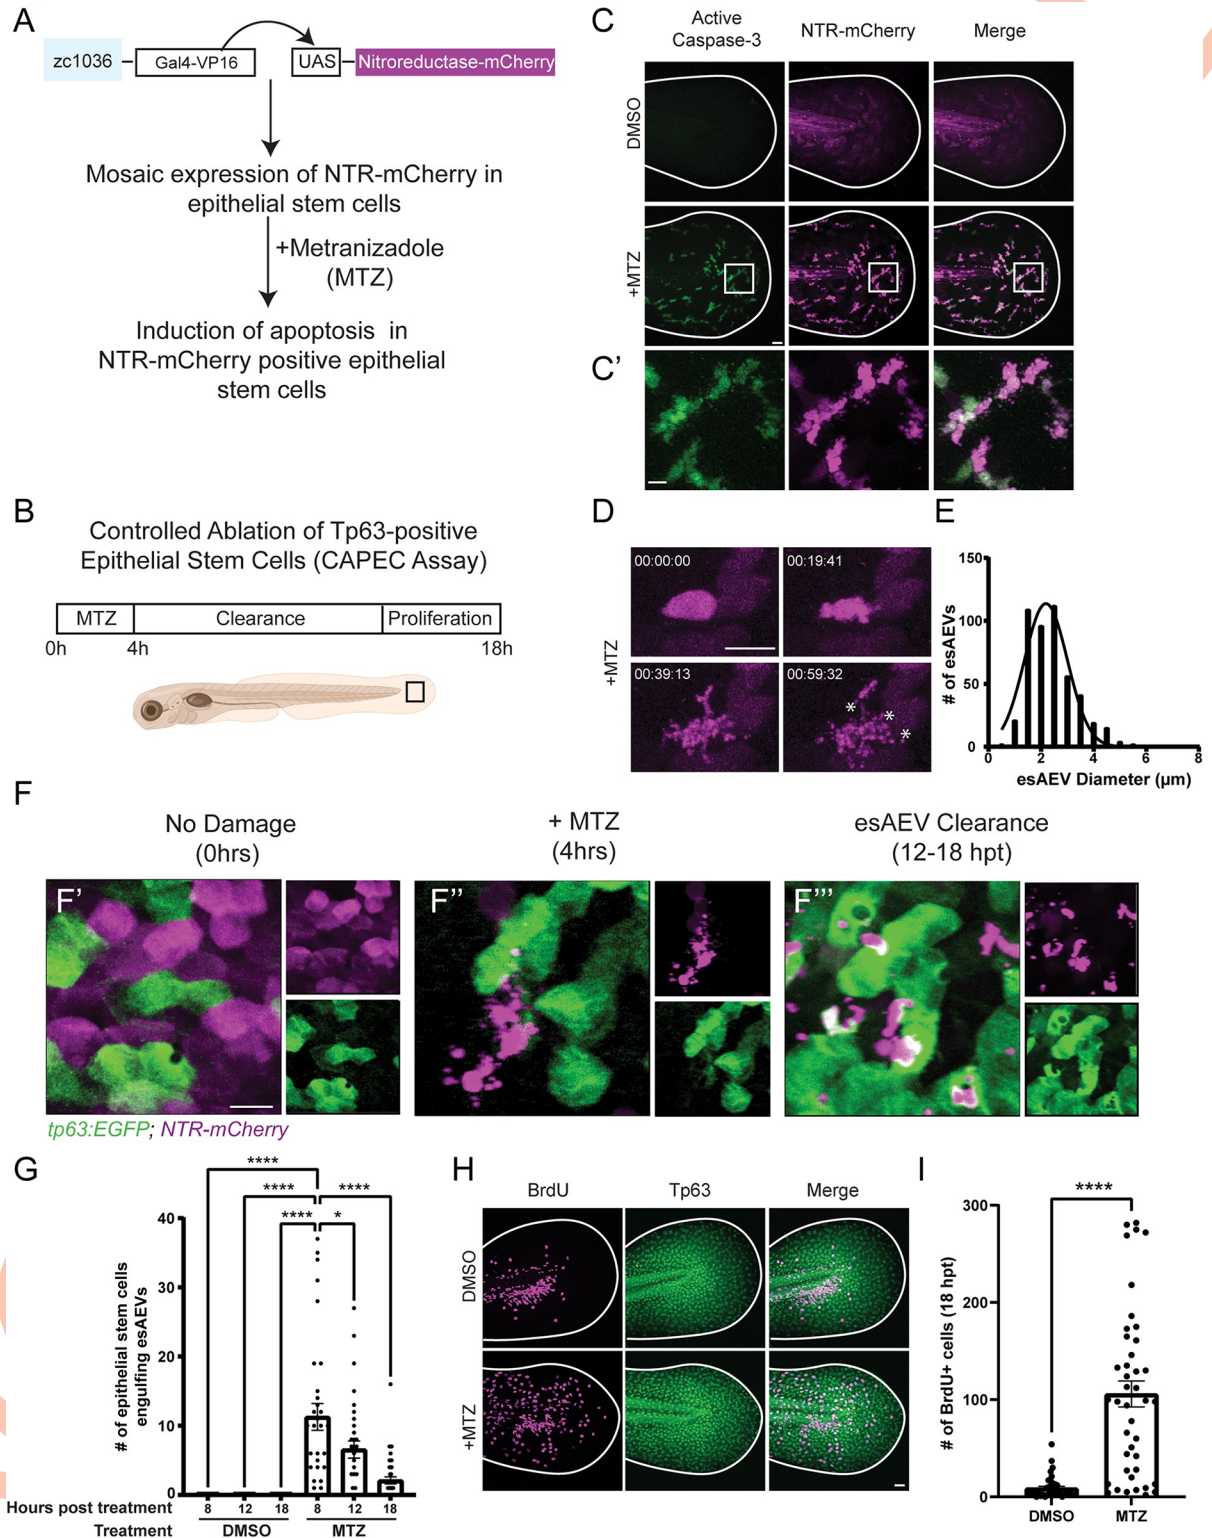 A
zc1036
Gal4-VP16
UAS
Nitroreductase-mCherry
Mosaic expression of NTR-mCherry in
epithelial stem cells
+Metranizadole
(MTZ)
Induction of apoptosis in
NTR-mCherry positive epithelial
stem cells
B
Controlled Ablation of Tp63-positive
Epithelial Stem Cells (CAPEC Assay)
MTZ
Clearance
Proliferation
0h
4h
18h
C
Active
Caspase-3
NTR-mCherry
Merge
DMSO
+MTZ
C'
D
+MTZ
00:00:00
00:19:41
00:39:13
00:59:32
*
*
*
E
# of esAEVs
150
100
50
0
0
2
4
6
8
esAEV Diameter (µm)
F
No Damage
(0hrs)
+ MTZ
(4hrs)
esAEV Clearance
(12-18 hpt)
F'
F''
F'''
tp63:EGFP; NTR-mCherry
G
****
**** ****
**** *
# of epithelial stem cells
engulfing esAEVs
40
30
20
10
0
Hours post treatment 8 12 18 8 12 18
Treatment DMSO MTZ
H
BrdU
Tp63
Merge
DMSO
+MTZ
I
****
# of BrdU+ cells (18 hpt)
300
200
100
0
DMSO
MTZ